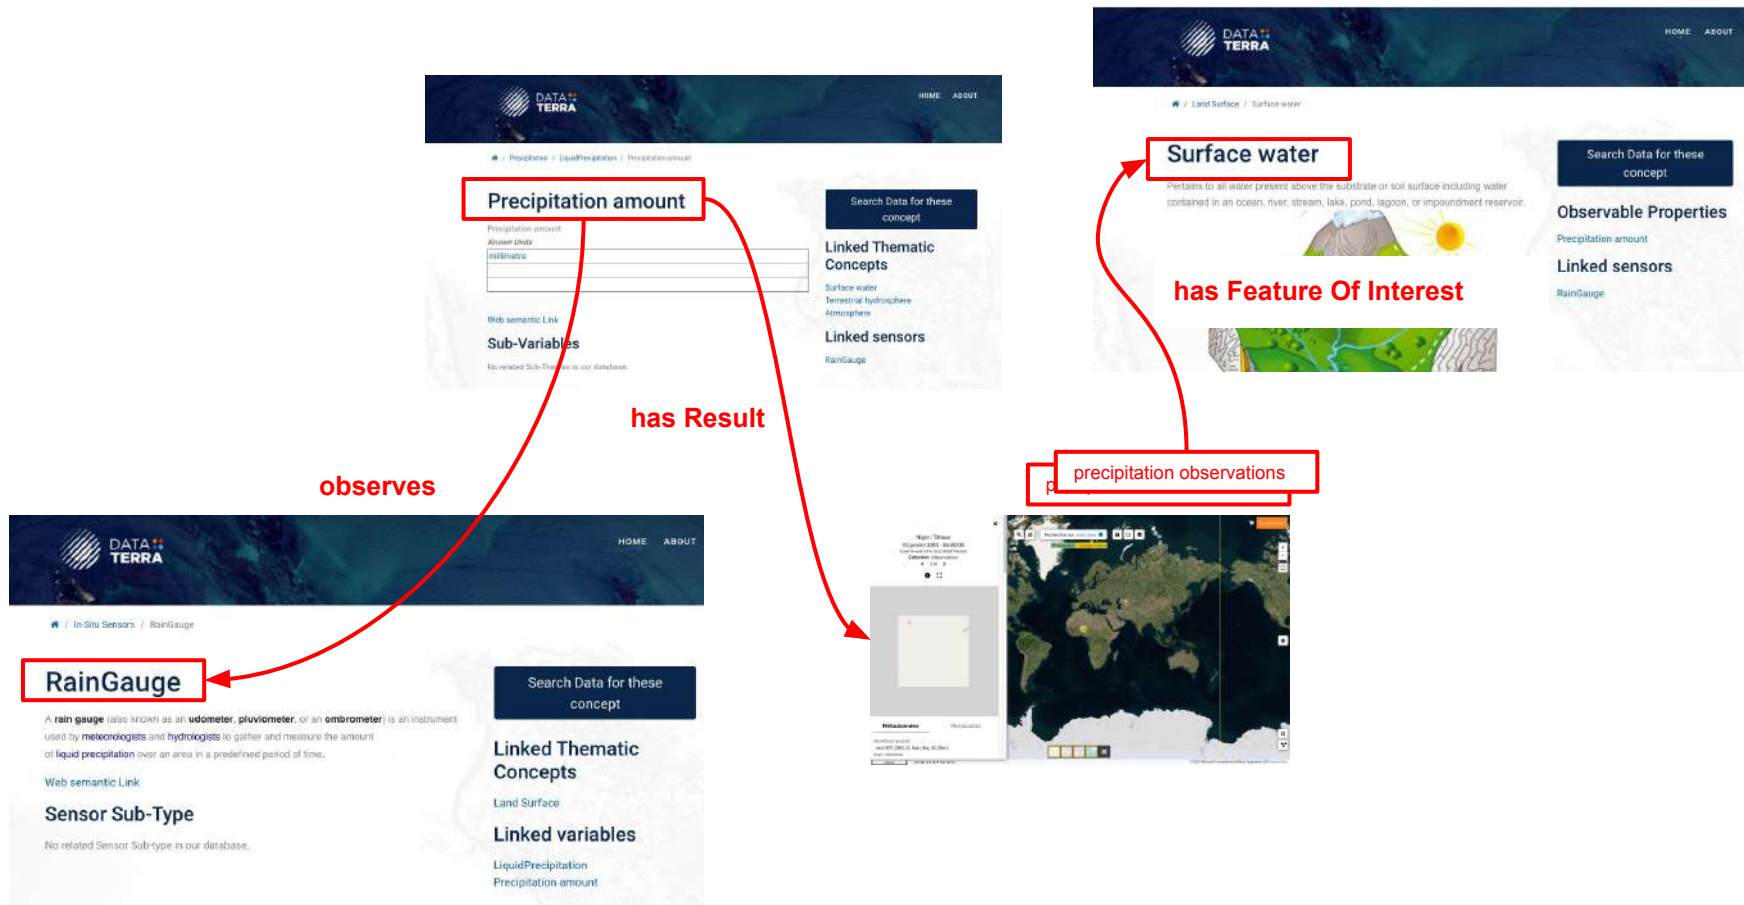 DATA
TERRA
HOME ABOUT
/ Precipitation / LiquidPrecipitation / Precipitation amount
Precipitation amount
Precipitation amount
Known Units
millimetre
Web semantic Link
Sub-Variables
No related Sub-Themes in our database.
Search Data for these
concept
Linked Thematic
Concepts
Surface water
Terrestrial hydrosphere
Atmosphere
Linked sensors
RainGauge
DATA
TERRA
HOME ABOUT
/ Land Surface / Surface water
Surface water
Pertains to all water present above the substrate or soil surface including water
contained in an ocean, river, stream, lake, pond, lagoon, or impoundment reservoir.
has Feature Of Interest
Search Data for these
concept
Observable Properties
Precipitation amount
Linked sensors
RainGauge
has Result
observes
precipitation observations
DATA
TERRA
HOME ABOUT
/ In-Situ Sensors / RainGauge
RainGauge
A rain gauge (also known as an udometer, pluviometer, or an ombrometer) is an instrument
used by meteorologists and hydrologists to gather and measure the amount
of liquid precipitation over an area in a predefined period of time.
Web semantic Link
Sensor Sub-Type
No related Sensor Sub-type in our database.
Search Data for these
concept
Linked Thematic
Concepts
Land Surface
Linked variables
LiquidPrecipitation
Precipitation amount